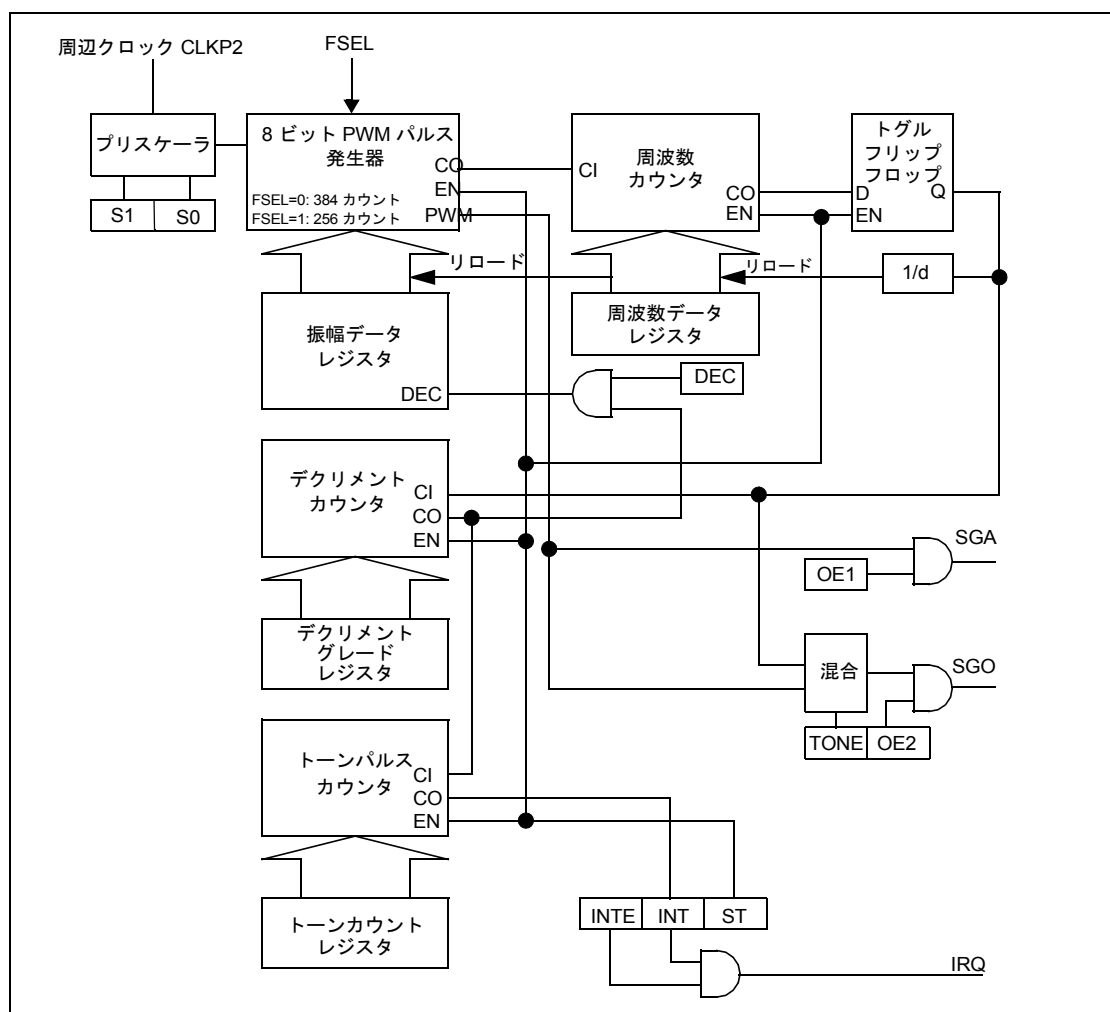 周辺クロック CLKP2
FSEL
プリスケーラ
S1
S0
8 ビット PWM パルス
発生器
FSEL=0: 384 カウント
FSEL=1: 256 カウント
CO
EN
PWM
CI
周波数
カウンタ
CO
EN
トグル
フリップ
フロップ
D
Q
EN
リロード
リロード
1/d
振幅データ
レジスタ
DEC
周波数データ
レジスタ
DEC
デクリメント
カウンタ
CI
CO
EN
SGA
OE1
デクリメント
グレード
レジスタ
混合
SGO
TONE
OE2
トーンパルス
カウンタ
CI
CO
EN
トーンカウント
レジスタ
INTE
INT
ST
IRQ